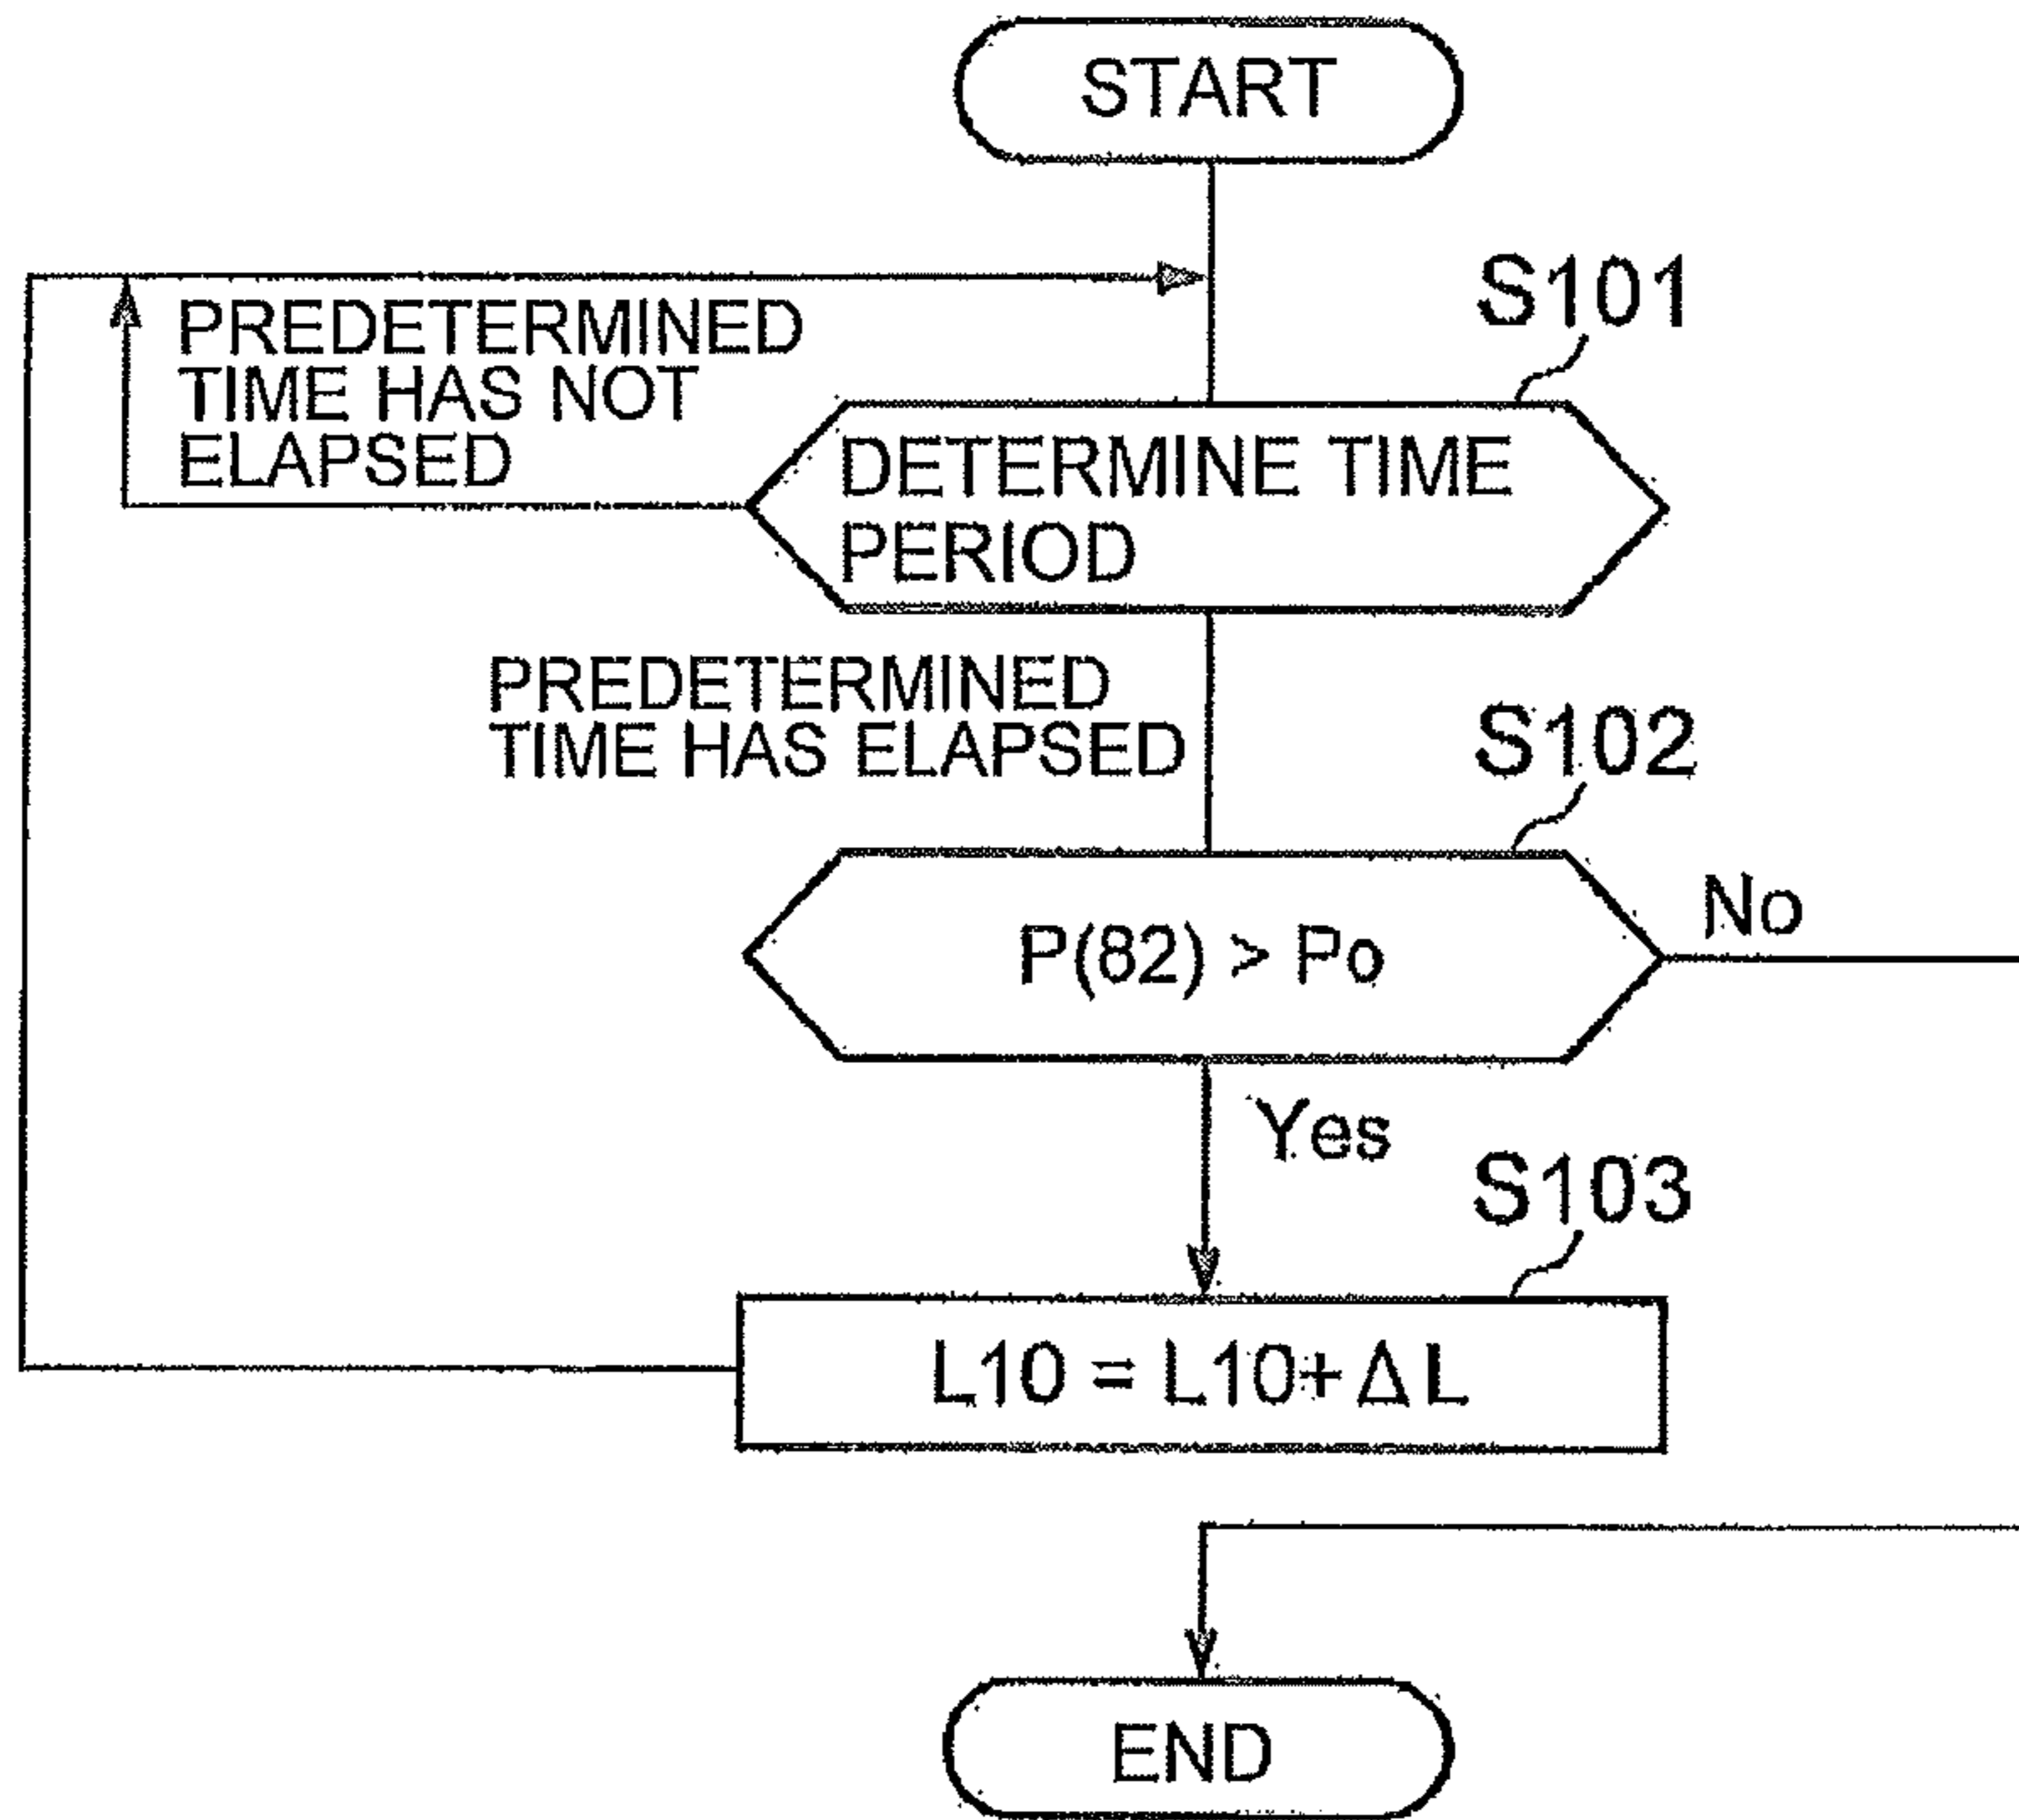 START
S101
PREDETERMINED
TIME HAS NOT
ELAPSED
DETERMINE TIME
PERIOD
PREDETERMINED
TIME HAS ELAPSED
S102
P(82) > Po
No
Yes
S103
L10 = L10+ΔL
END